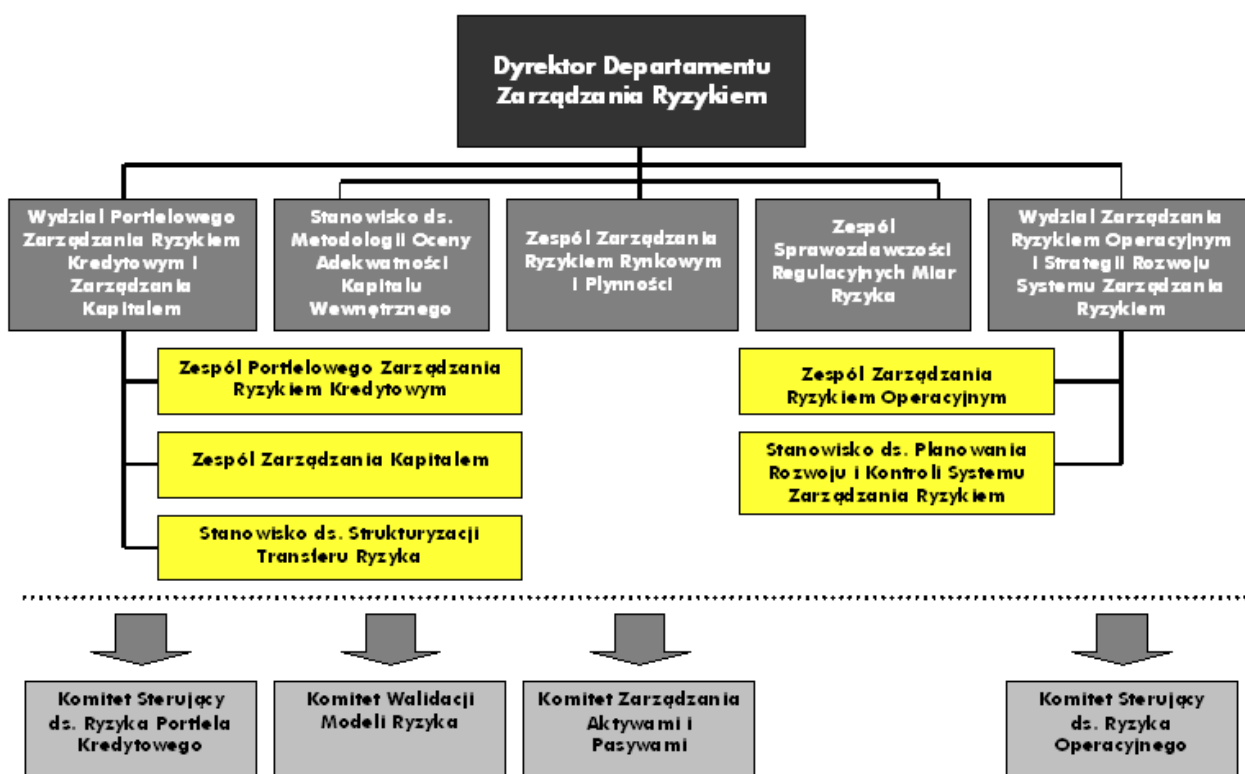 Dyrektor Departamentu
Zarządzania Ryzykiem
Wydział Portfelowego
Zarządzania Ryzykiem
Kredytowym i
Zarządzania
Kapitałem
Stanowisko ds.
Metodologii Oceny
Adekwatności
Kapitału
Wewnętrznego
Zespół Zarządzania
Ryzykiem Rynkowym
i Płynności
Zespół
Sprawozdawczości
Regulacyjnych Miar
Ryzyka
Wydział Zarządzania
Ryzykiem Operacyjnym
i Strategii Rozwoju
Systemu Zarządzania
Ryzykiem
Zespół Portfelowego Zarządzania
Ryzykiem Kredytowym
Zespół Zarządzania Kapitałem
Stanowisko ds. Strukturyzacji
Transferu Ryzyka
Zespół Zarządzania
Ryzykiem Operacyjnym
Stanowisko ds. Planowania
Rozwoju i Kontroli Systemu
Zarządzania Ryzykiem
Komitet Sterujący
ds. Ryzyka Portfela
Kredytowego
Komitet Walidacji
Modeli Ryzyka
Komitet Zarządzania
Aktywami i
Pasywami
Komitet Sterujący
ds. Ryzyka
Operacyjnego